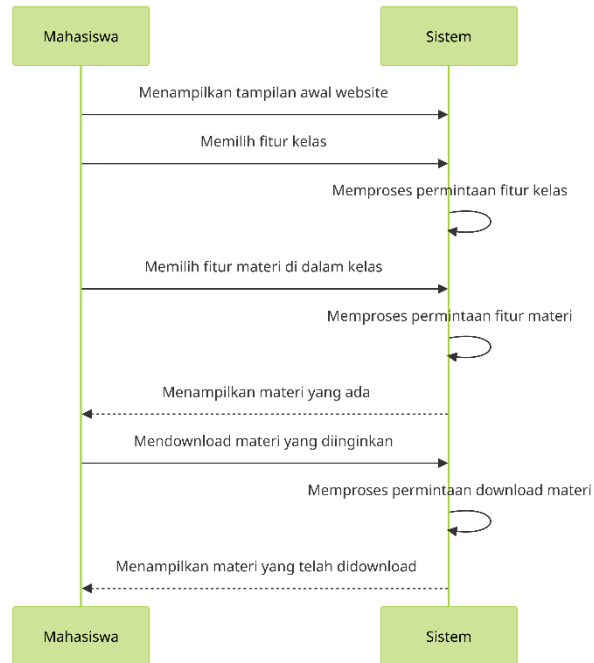 Mahasiswa
Sistem
Menampilkan tampilan awal website
Memilih fitur kelas
Memproses permintaan fitur kelas
Memilih fitur materi di dalam kelas
Memproses permintaan fitur materi
Menampilkan materi yang ada
Mendownload materi yang diinginkan
Memproses permintaan download materi
Menampilkan materi yang telah didownload
Mahasiswa
Sistem